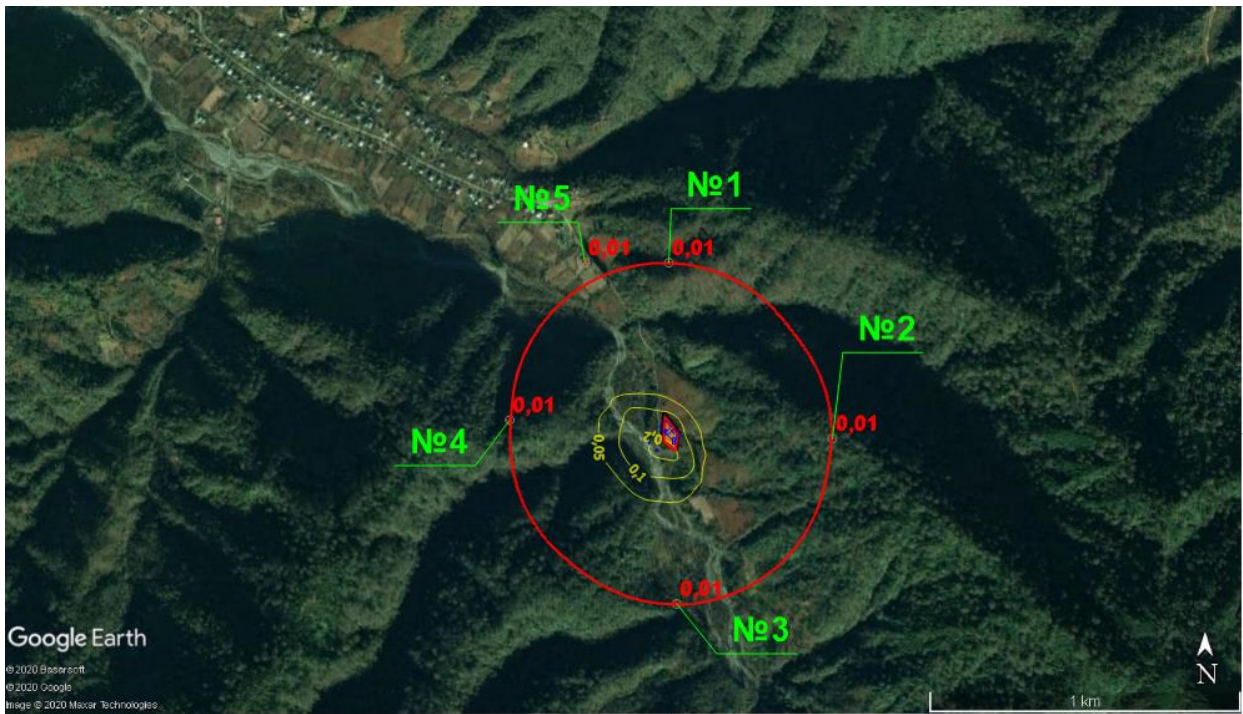 №5
№1
0,01
0,01
№2
0,01
0,01
№4
0,2
0,05
0,1
0,01
№3
Google Earth
© 2020 Basarsoft
© 2020 Google
Image © 2020 Maxar Technologies
N
1 km